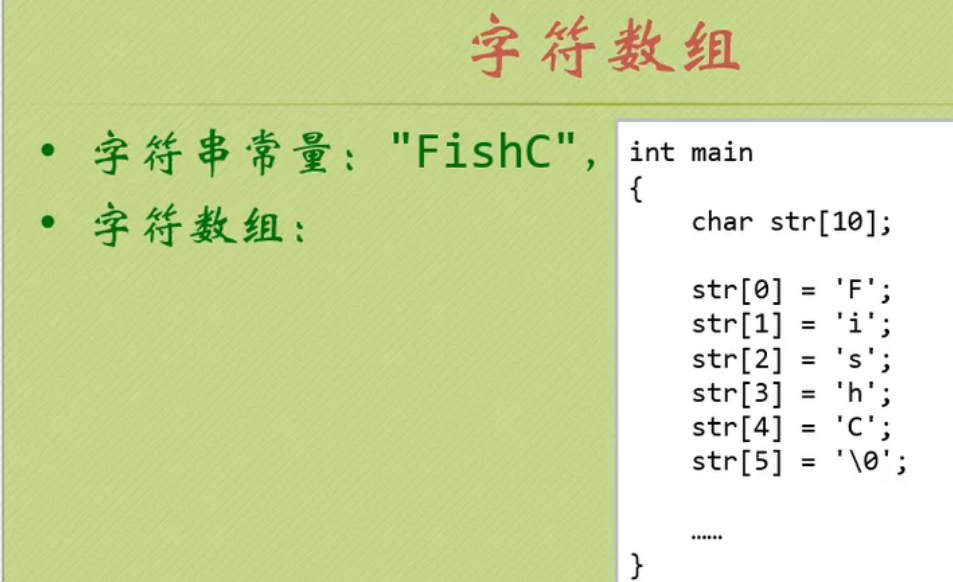 字符数组
• 字符串常量："FishC"，
• 字符数组：
int main
{
    char str[10];
    str[0] = 'F';
    str[1] = 'i';
    str[2] = 's';
    str[3] = 'h';
    str[4] = 'C';
    str[5] = '\0';
    ……
}